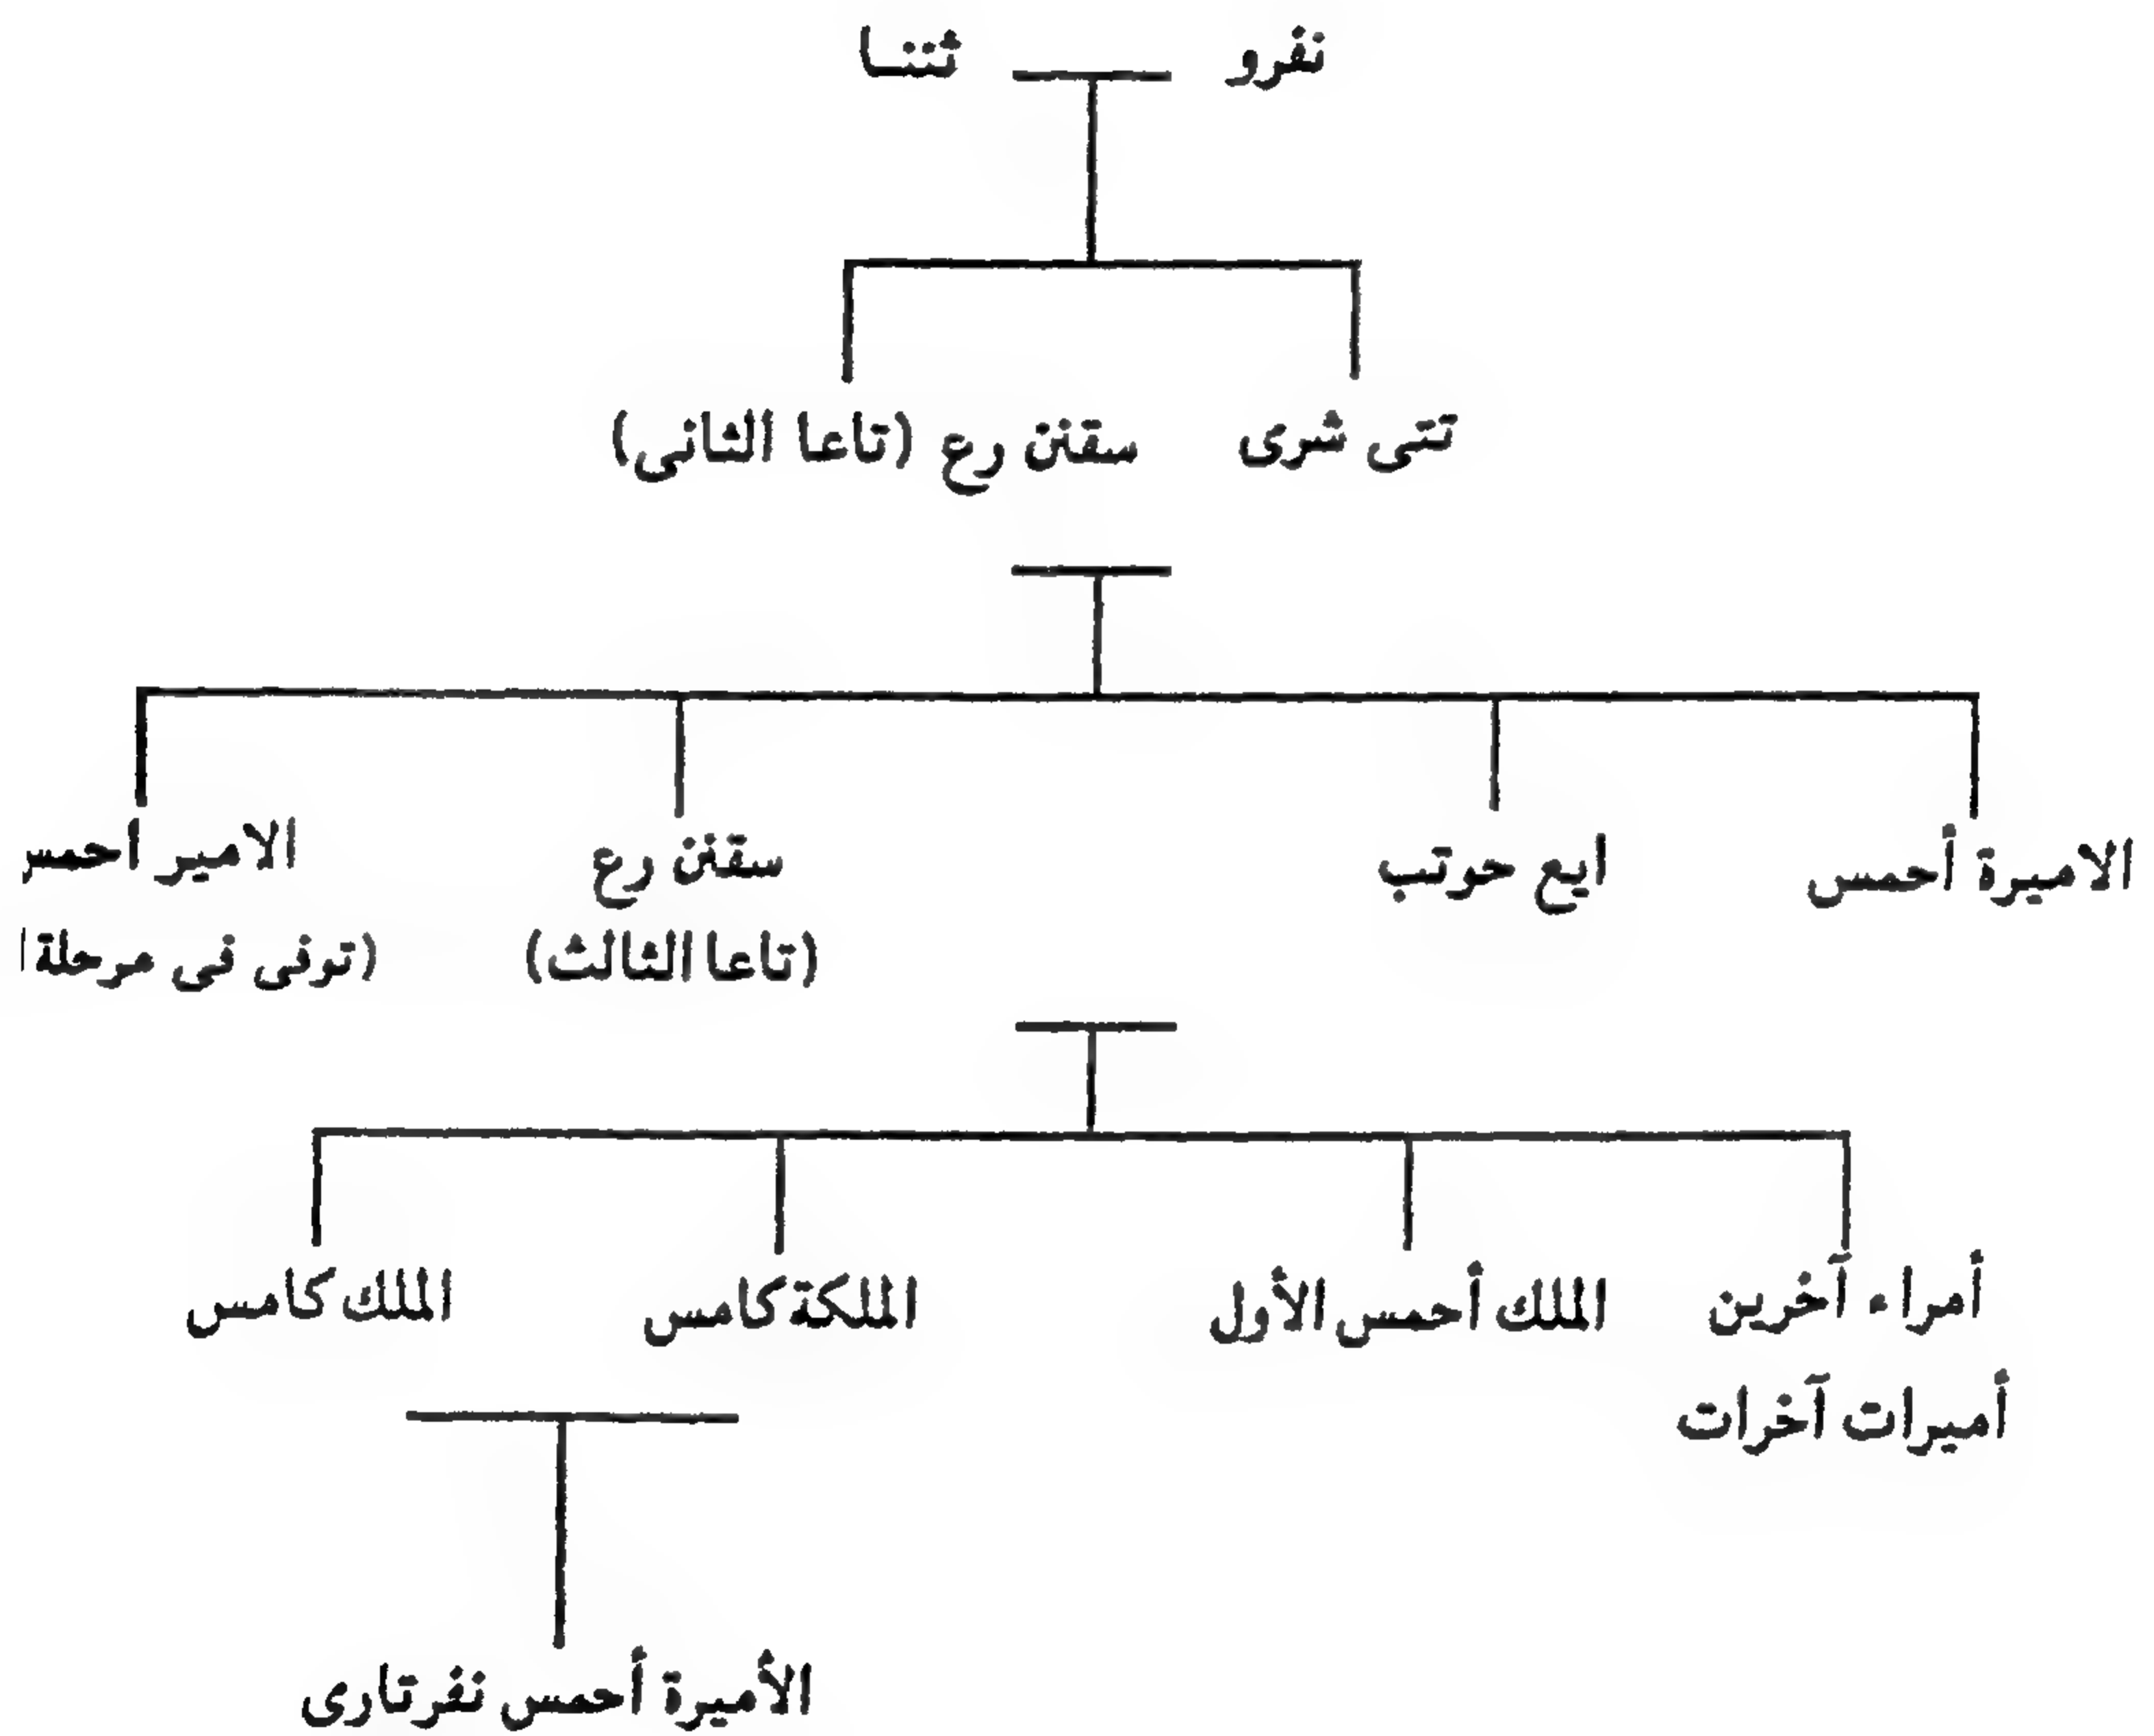 نفرو ثتنا
تتى شرى سقنن رع (تاعا الثانى)
الاميرة أحمس ايع حوتب سقنن رع الامير احمس
(تاعا الثالث) (توفى فى مرحلة
أمراء آخرين الملك أحمس الأول الملكة كامس الملك كامس
أميرات آخرات
الأميرة أحمس نفرتارى